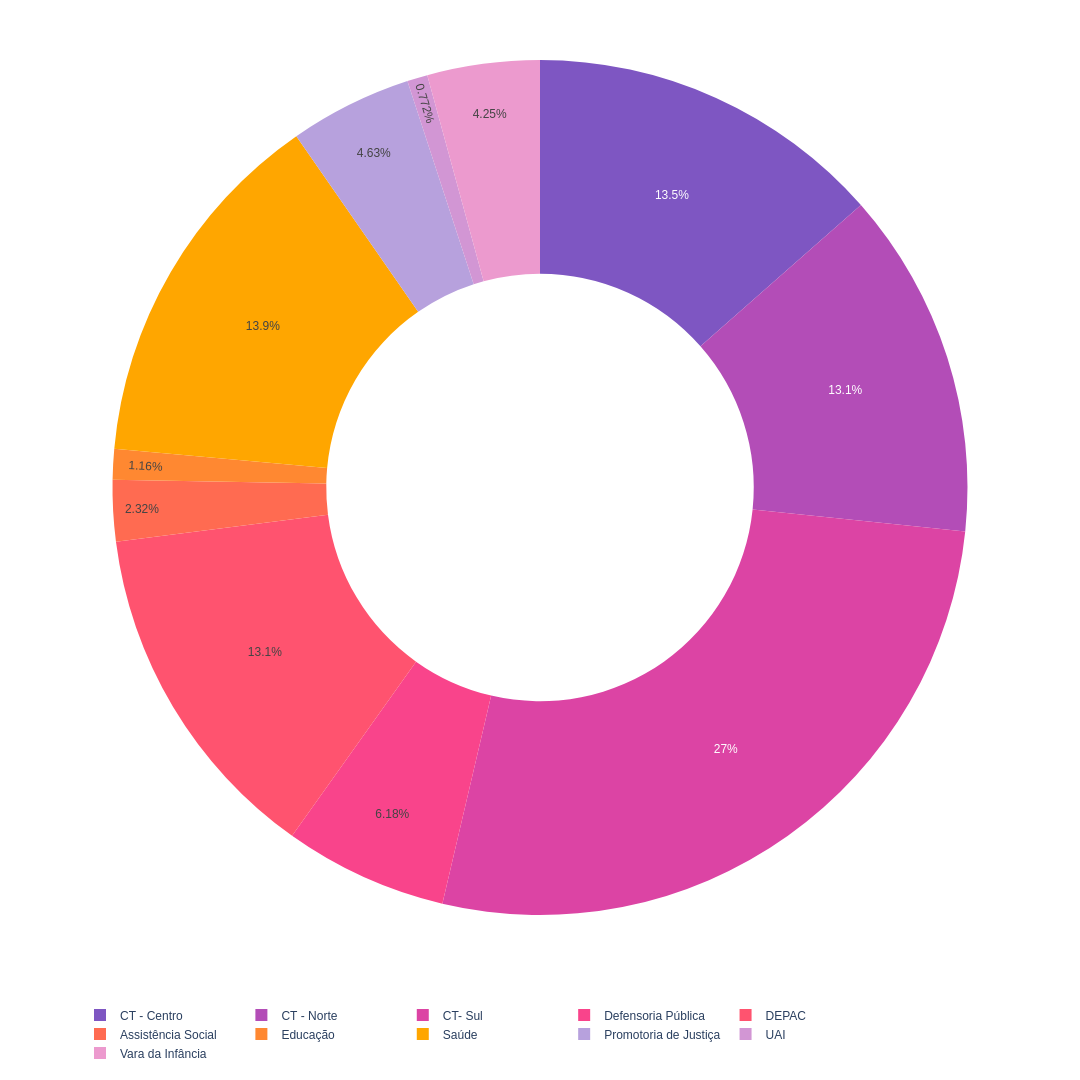 0.772%
4.25%
4.63%
13.5%
13.9%
13.1%
1.16%
2.32%
13.1%
27%
6.18%
CT - Centro
CT - Norte
CT- Sul
Defensoria Pública
DEPAC
Assistência Social
Educação
Saúde
Promotoria de Justiça
UAI
Vara da Infância